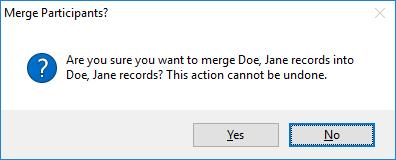 Merge Participants?
Are you sure you want to merge Doe, Jane records into
Doe, Jane records? This action cannot be undone.
Yes
No